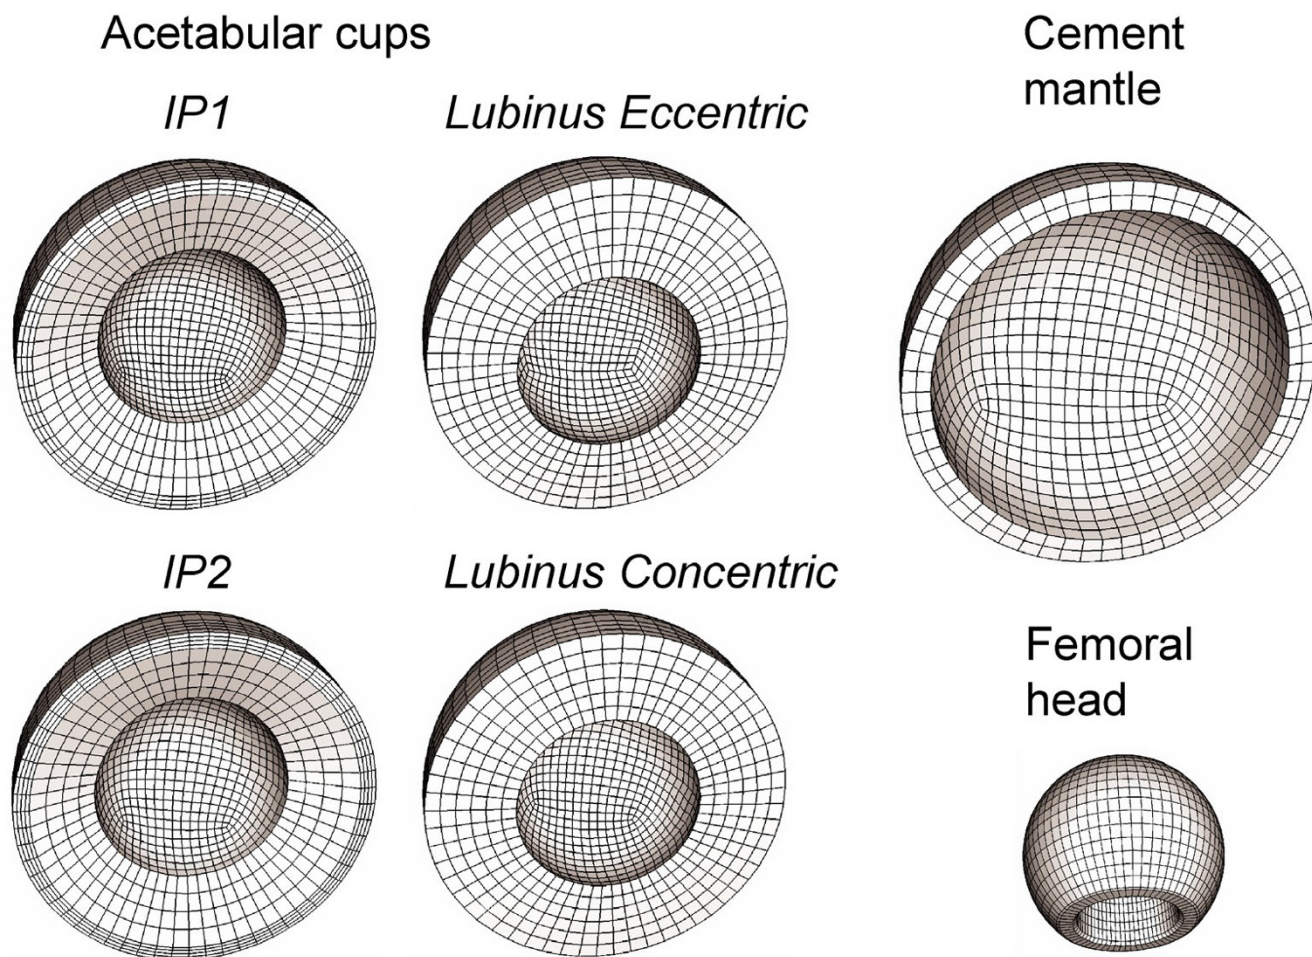 Acetabular cups
IP1
Lubinus Eccentric
IP2
Lubinus Concentric
Cement
mantle
Femoral
head